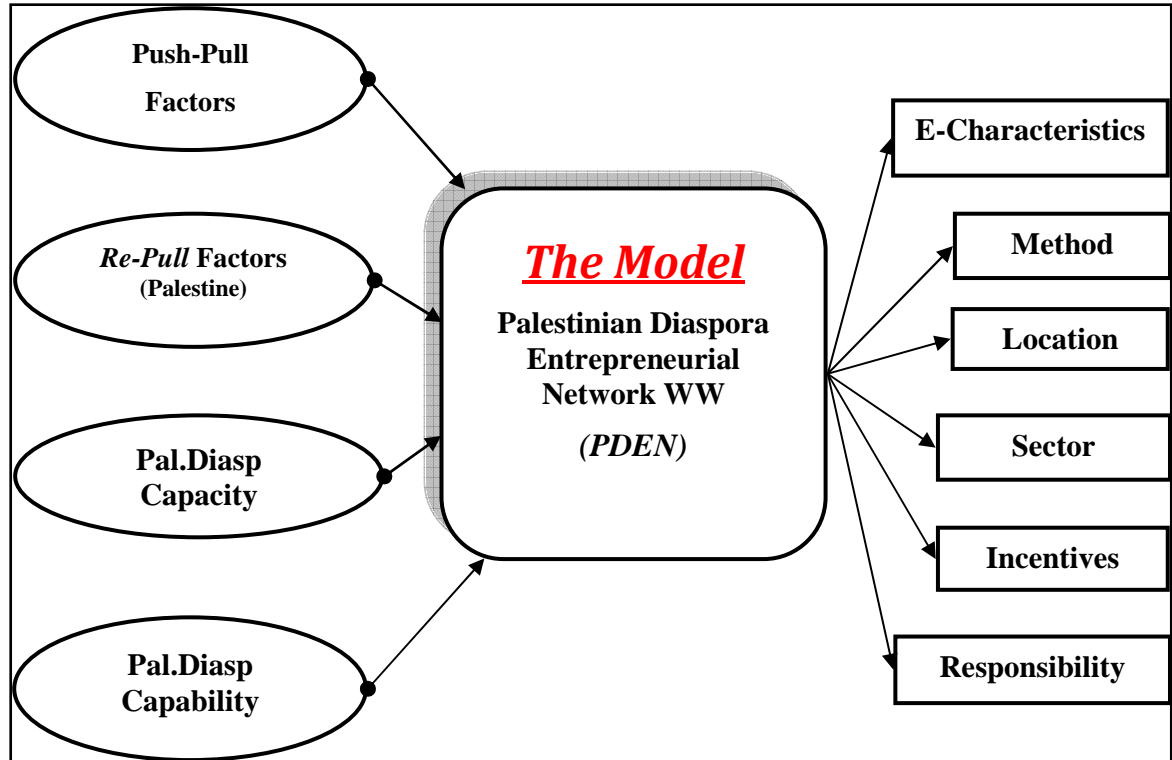 Push-Pull
Factors
Re-Pull Factors
(Palestine)
Pal.Diasp
Capacity
Pal.Diasp
Capability
The Model
Palestinian Diaspora
Entrepreneurial
Network WW
(PDEN)
E-Characteristics
Method
Location
Sector
Incentives
Responsibility